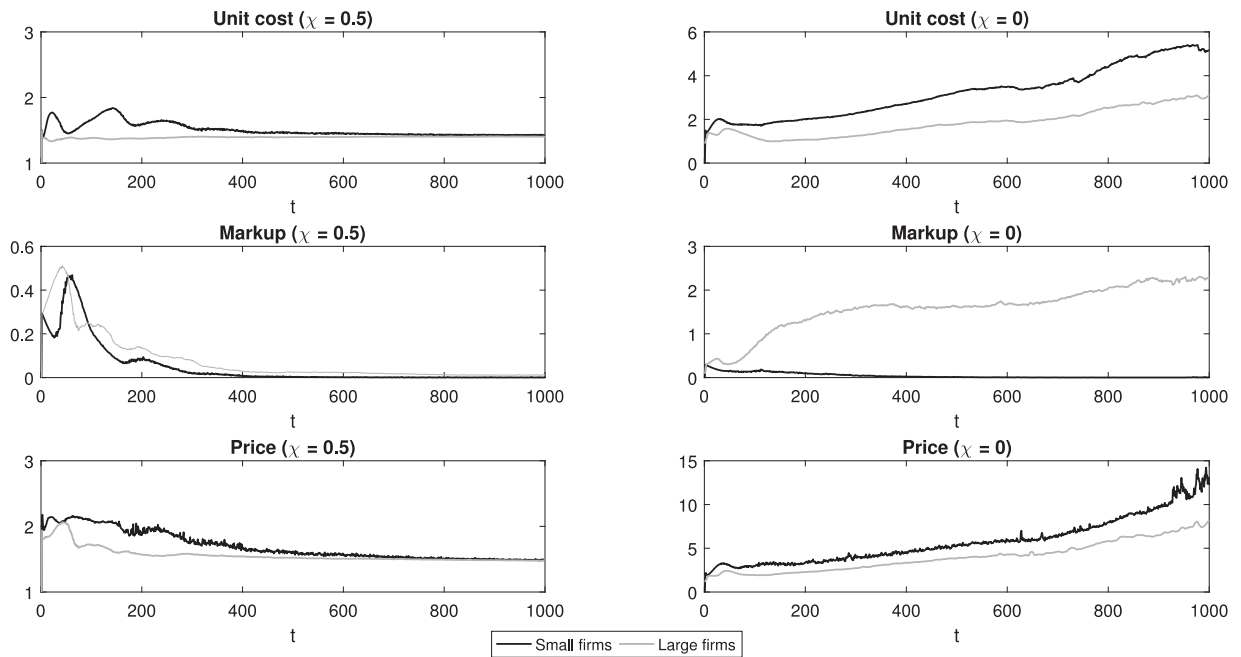 Unit cost (χ = 0.5)
3
2
1
0 200 400 600 800 1000
t
Unit cost (χ = 0)
6
4
2
0
0 200 400 600 800 1000
t
Markup (χ = 0.5)
0.6
0.4
0.2
0
0 200 400 600 800 1000
t
Markup (χ = 0)
3
2
1
0
0 200 400 600 800 1000
t
Price (χ = 0.5)
3
2
1
0 200 400 600 800 1000
t
Price (χ = 0)
15
10
5
0
0 200 400 600 800 1000
t
Small firms Large firms